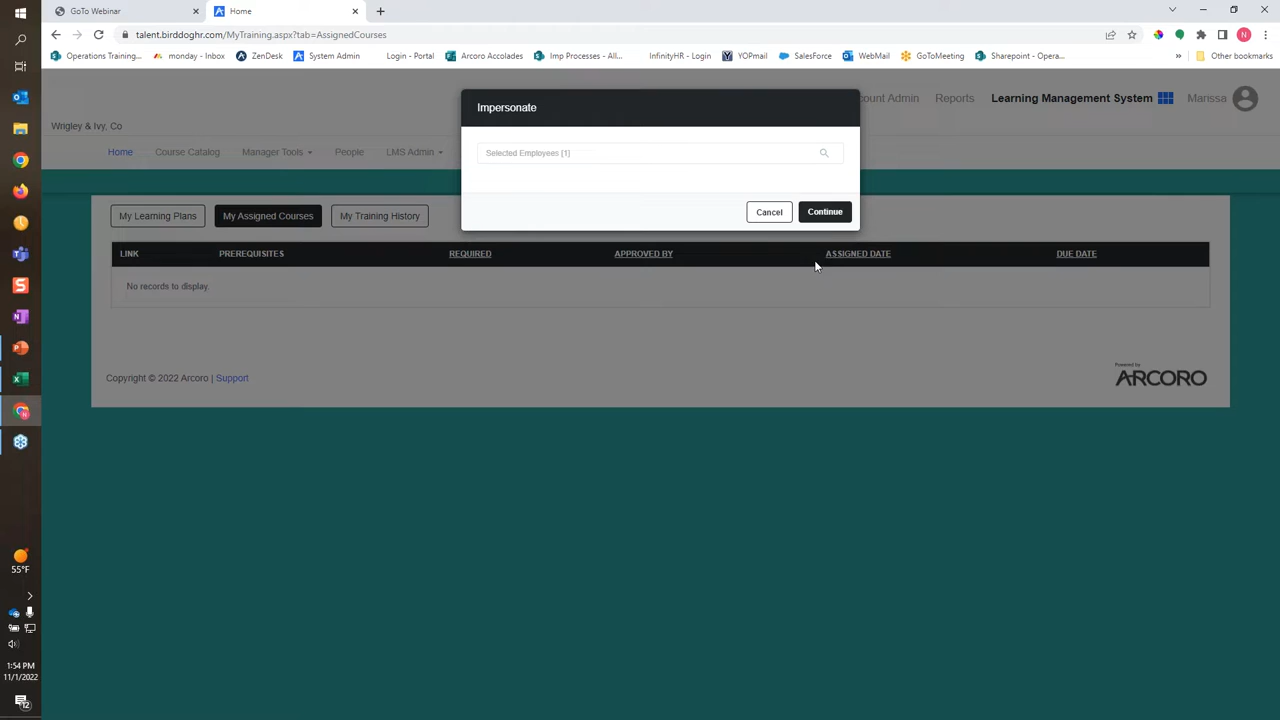 GoTo Webinar
Home
talent.birddoghr.com/MyTraining.aspx?tab=AssignedCourses
Operations Training...
monday - Inbox
ZenDesk
System Admin
Login - Portal
Arcoro Accolades
Imp Processes - All...
InfinityHR - Login
YOPmail
SalesForce
WebMail
GoToMeeting
Sharepoint - Opera...
Other bookmarks
Impersonate
Selected Employees [1]
Cancel
Continue
Wrigley & Ivy, Co
count Admin
Reports
Learning Management System
Marissa
Home
Course Catalog
Manager Tools
People
LMS Admin
My Learning Plans
My Assigned Courses
My Training History
LINK
PREREQUISITES
REQUIRED
APPROVED BY
ASSIGNED DATE
DUE DATE
No records to display.
Copyright © 2022 Arcoro | Support
Powered by
ARCORO
55°F
1:54 PM
11/1/2022